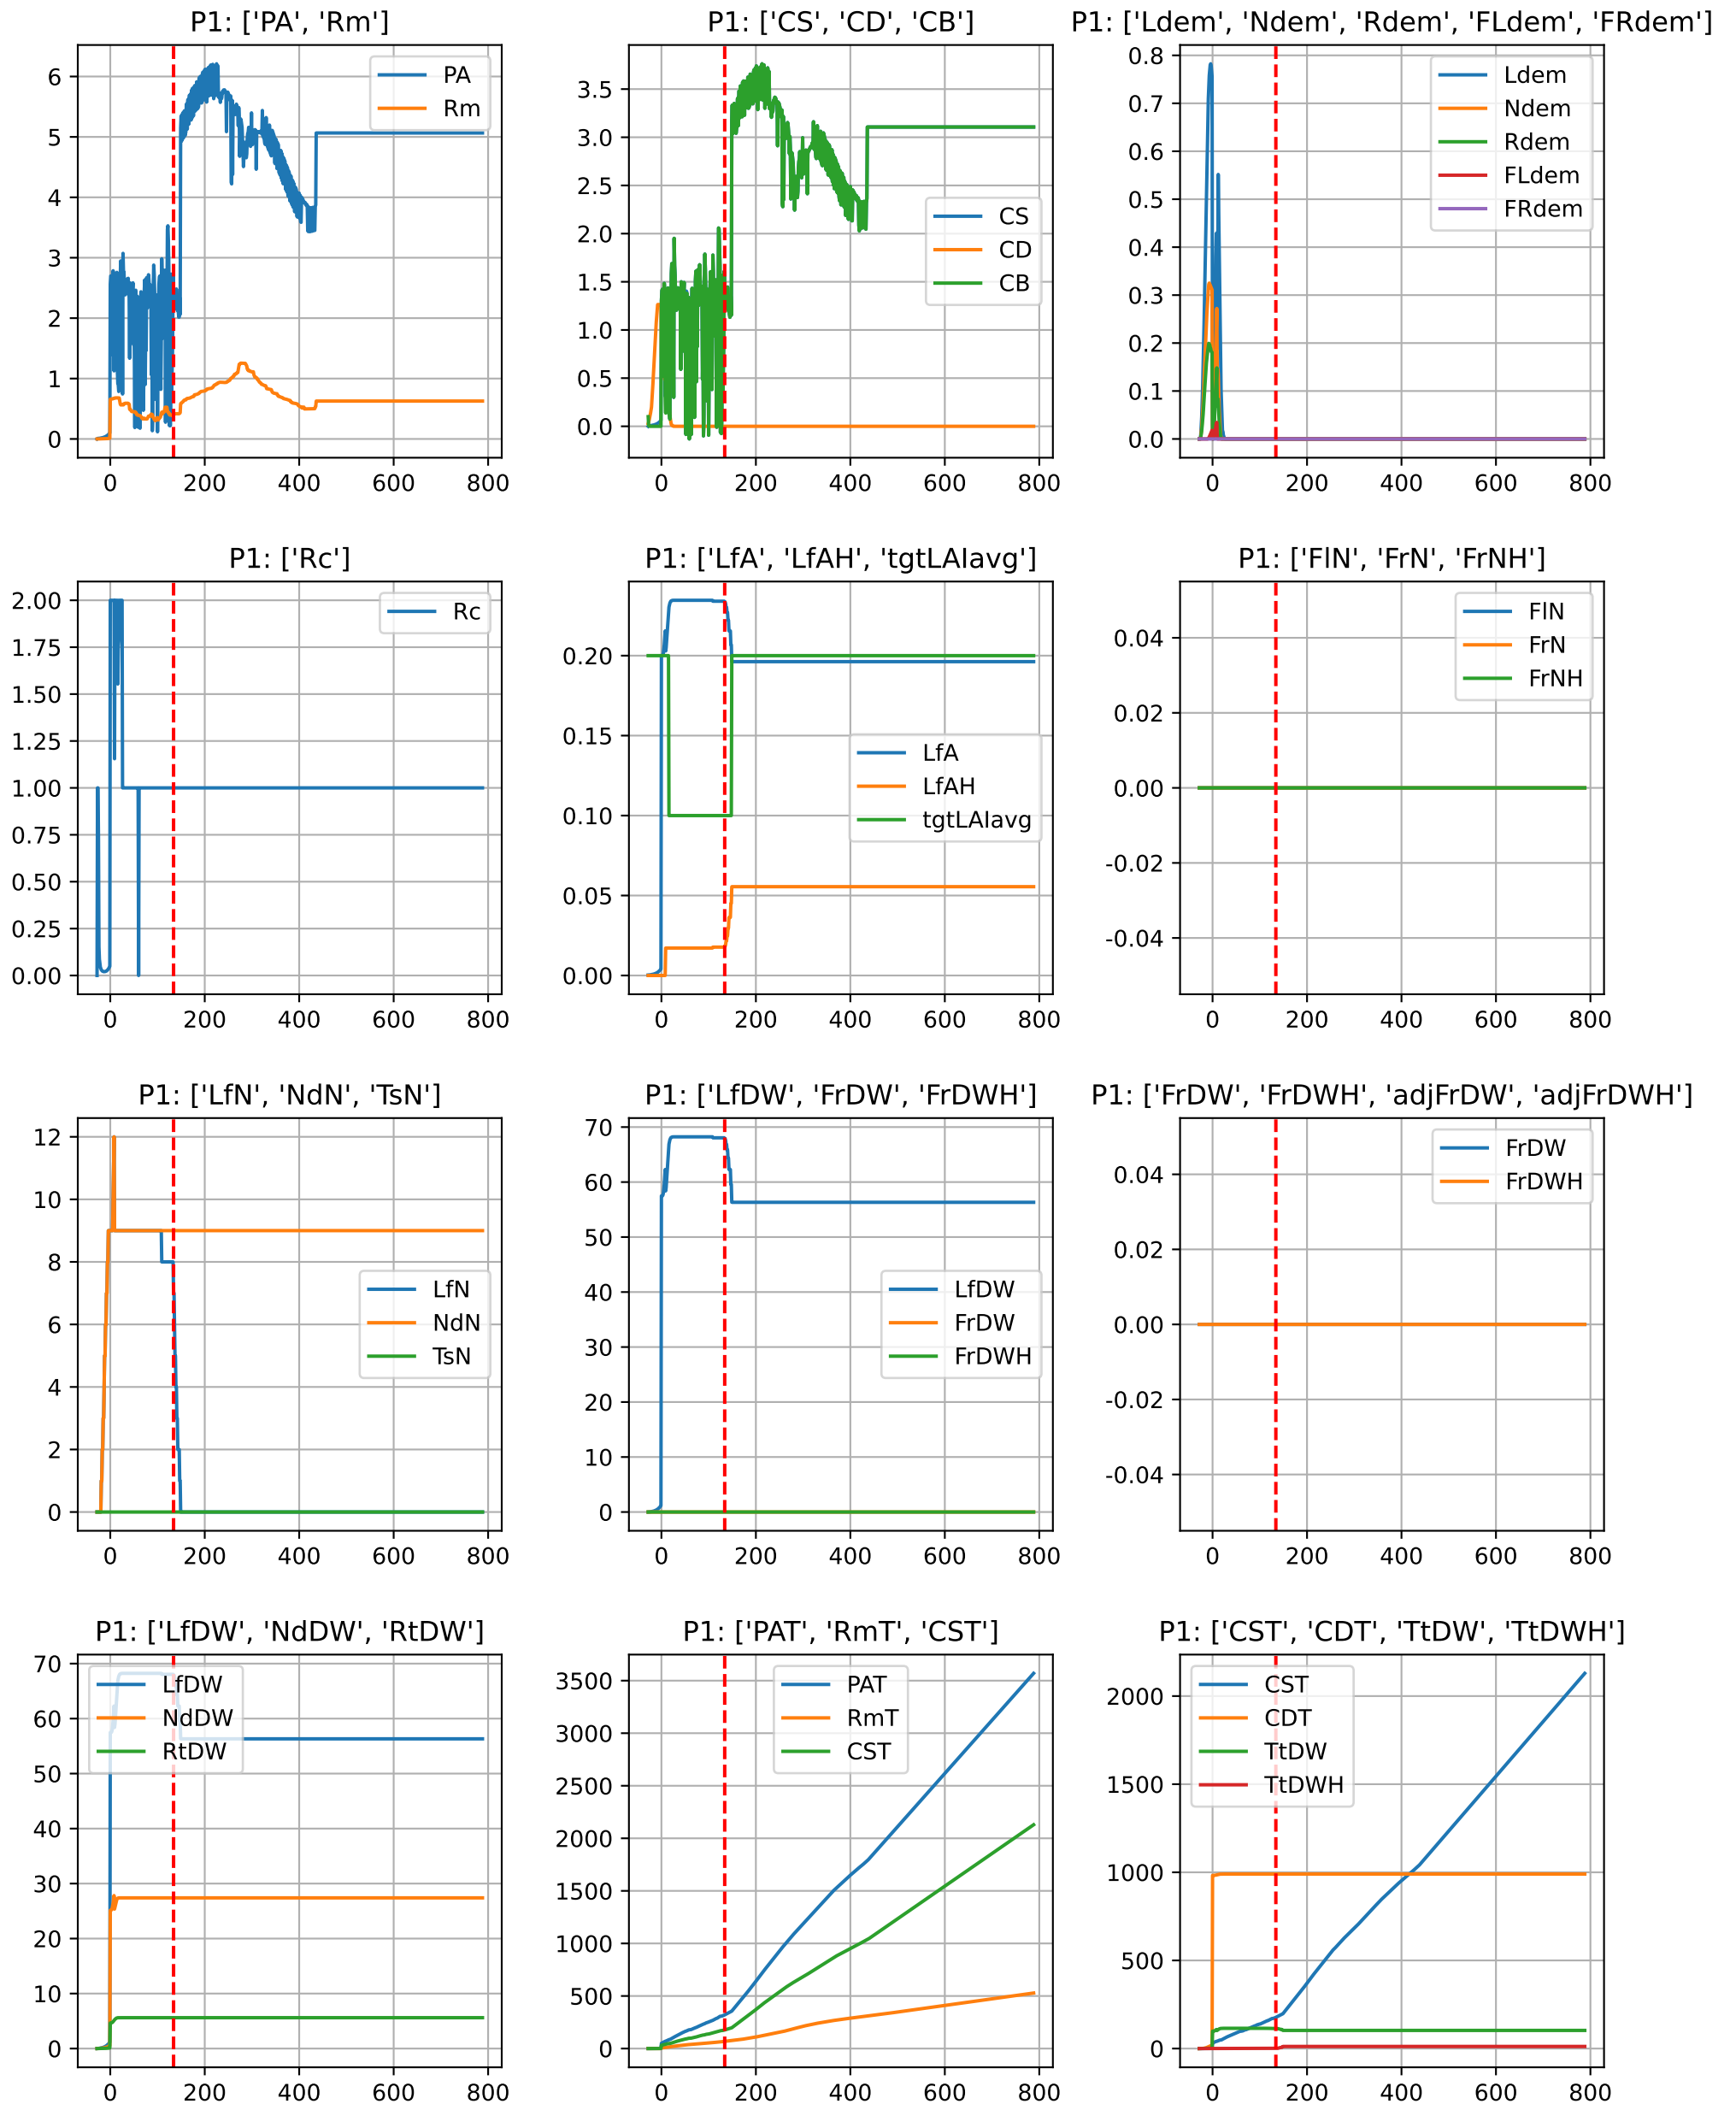 P1: ['PA', 'Rm']
6
5
4
3
2
1
0
PA
Rm
0 200 400 600 800
P1: ['CS', 'CD', 'CB']
3.5
3.0
2.5
2.0
1.5
1.0
0.5
0.0
CS
CD
CB
0 200 400 600 800
P1: ['Ldem', 'Ndem', 'Rdem', 'FLdem', 'FRdem']
0.8
0.7
0.6
0.5
0.4
0.3
0.2
0.1
0.0
Ldem
Ndem
Rdem
FLdem
FRdem
0 200 400 600 800
P1: ['Rc']
2.00
1.75
1.50
1.25
1.00
0.75
0.50
0.25
0.00
Rc
0 200 400 600 800
P1: ['LfA', 'LfAH', 'tgtLAIavg']
0.20
0.15
0.10
0.05
0.00
LfA
LfAH
tgtLAIavg
0 200 400 600 800
P1: ['FlN', 'FrN', 'FrNH']
0.04
0.02
0.00
-0.02
-0.04
FlN
FrN
FrNH
0 200 400 600 800
P1: ['LfN', 'NdN', 'TsN']
12
10
8
6
4
2
0
LfN
NdN
TsN
0 200 400 600 800
P1: ['LfDW', 'FrDW', 'FrDWH']
70
60
50
40
30
20
10
0
LfDW
FrDW
FrDWH
0 200 400 600 800
P1: ['FrDW', 'FrDWH', 'adjFrDW', 'adjFrDWH']
0.04
0.02
0.00
-0.02
-0.04
FrDW
FrDWH
0 200 400 600 800
P1: ['LfDW', 'NdDW', 'RtDW']
70
60
50
40
30
20
10
0
LfDW
NdDW
RtDW
0 200 400 600 800
P1: ['PAT', 'RmT', 'CST']
3500
3000
2500
2000
1500
1000
500
0
PAT
RmT
CST
0 200 400 600 800
P1: ['CST', 'CDT', 'TtDW', 'TtDWH']
2000
1500
1000
500
0
CST
CDT
TtDW
TtDWH
0 200 400 600 800